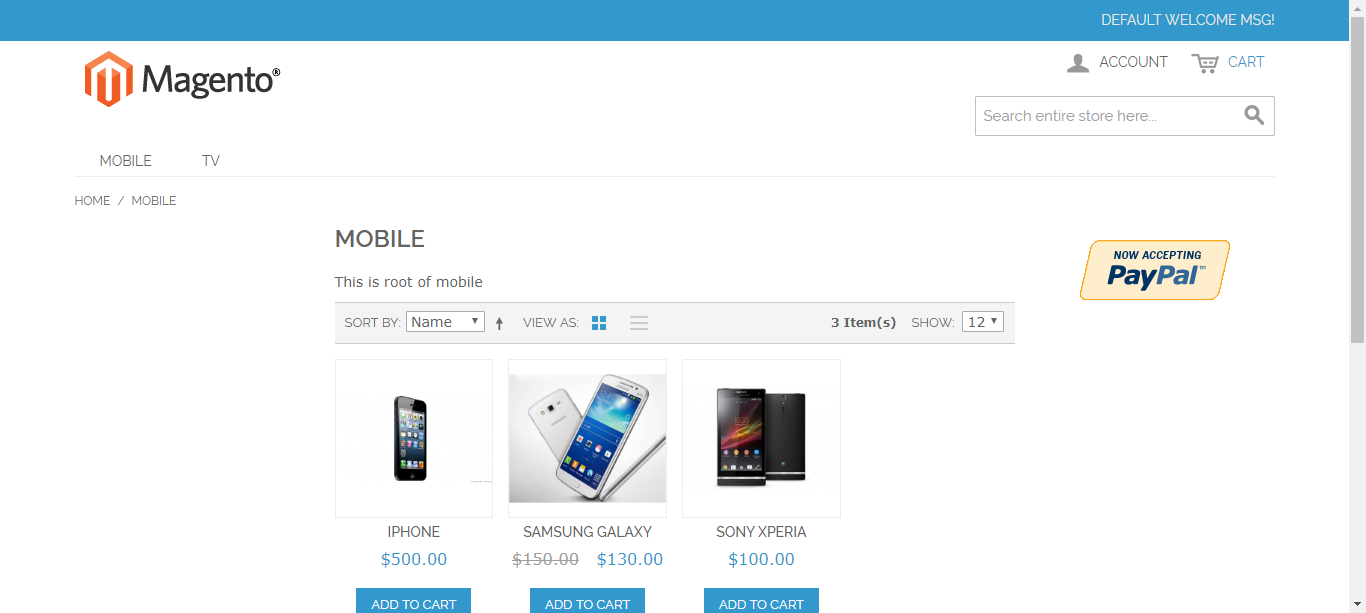 DEFAULT WELCOME MSG!
Magento®
ACCOUNT CART
Search entire store here...
MOBILE TV
HOME / MOBILE
MOBILE
NOW ACCEPTING
PayPal™
This is root of mobile
SORT BY: Name VIEW AS: 3 Item(s) SHOW: 12
IPHONE SAMSUNG GALAXY SONY XPERIA
$500.00 $150.00 $130.00 $100.00
ADD TO CART ADD TO CART ADD TO CART